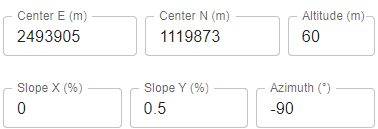 Center E (m) Center N (m) Altitude (m)
2493905 1119873 60
Slope X (%) Slope Y (%) Azimuth (°)
0 0.5 -90